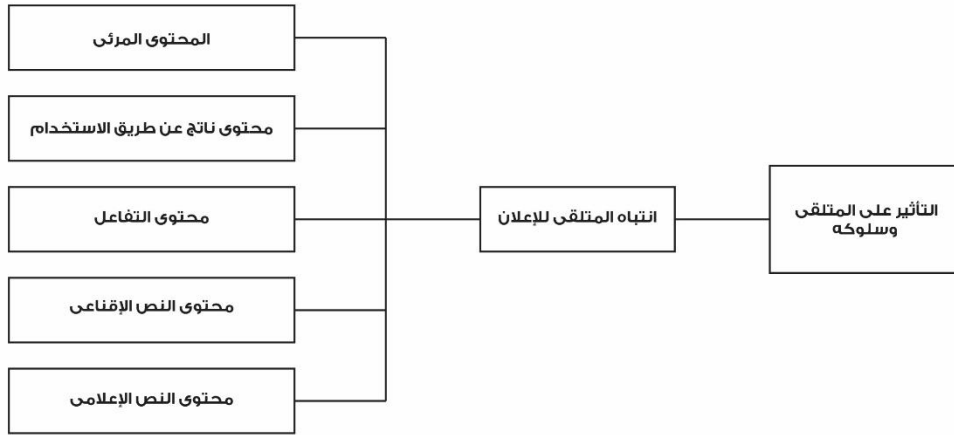 المحتوى المرئى
محتوى ناتج عن طريق الاستخدام
محتوى التفاعل
محتوى النص الإقناعى
محتوى النص الإعلامى
انتباه المتلقى للإعلان
التأثير على المتلقى
وسلوكه